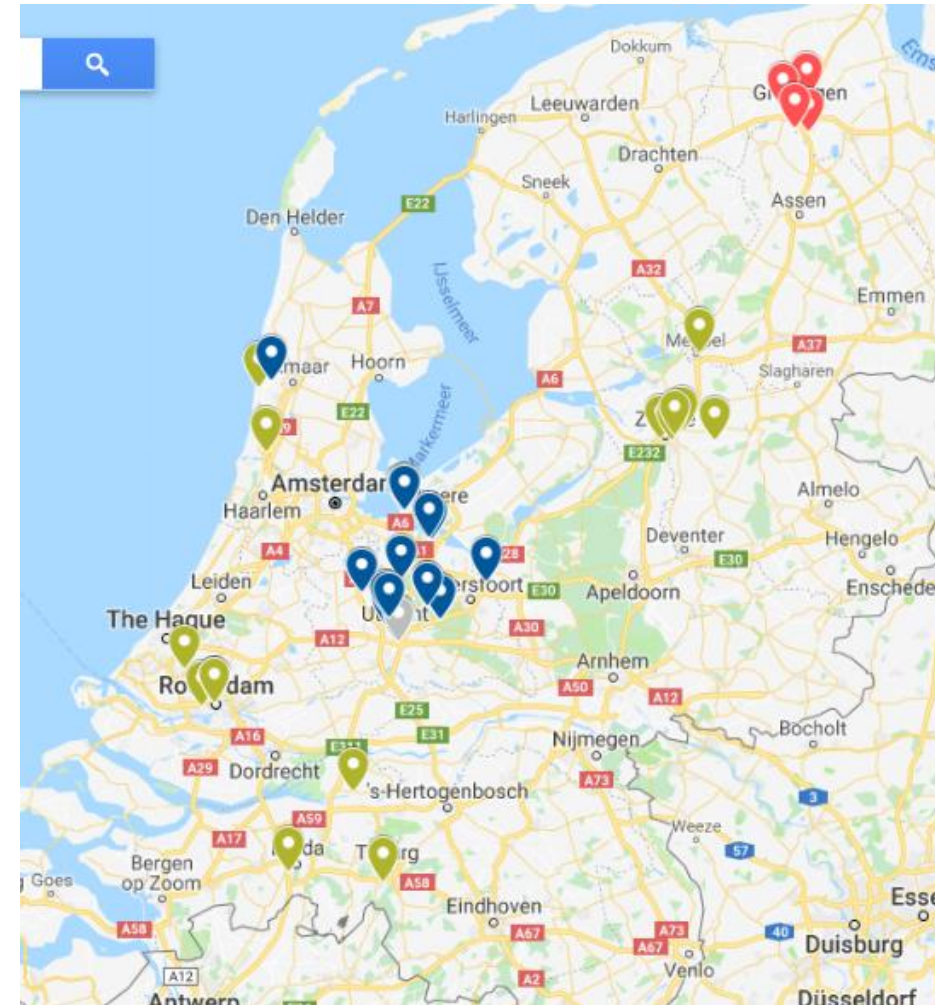 Dokkum
Ems
Leeuwarden
Harlingen
Drachten
Sneek
Assen
E22
Den Helder
A32
IJsselmeer
Emmen
A7
Hoorn
A37
Slagharen
A6
E22
Markermeer
E232
Amsterdam
Almelo
Haarlem
A6
Deventer
Hengelo
A4
E30
Leiden
E30
Apeldoorn
Enschede
The Hague
A12
A30
Arnhem
A50
A12
E25
Bocholt
A16
E31
Nijmegen
A29
Dordrecht
A73
's-Hertogenbosch
3
A59
Weeze
A17
57
Bergen
op Zoom
Goes
A58
Esse
Eindhoven
A58
A67
A73
A67
40
Duisburg
Venlo
A12
A2
Antwerp
Düsseldorf